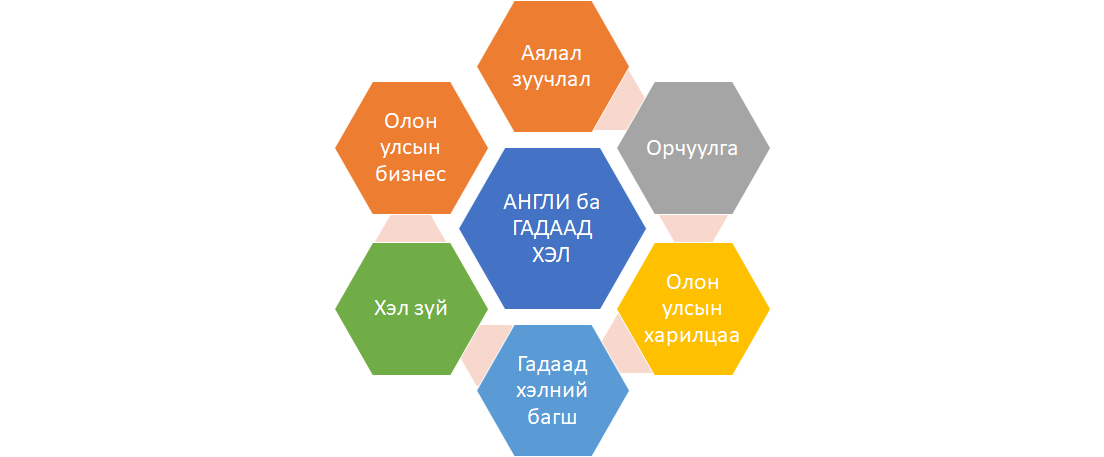 Аялал
зуучлал
Олон
улсын
бизнес
Орчуулга
АНГЛИ ба
ГАДААД
ХЭЛ
Хэл зүй
Олон
улсын
харилцаа
Гадаад
хэлний
багш